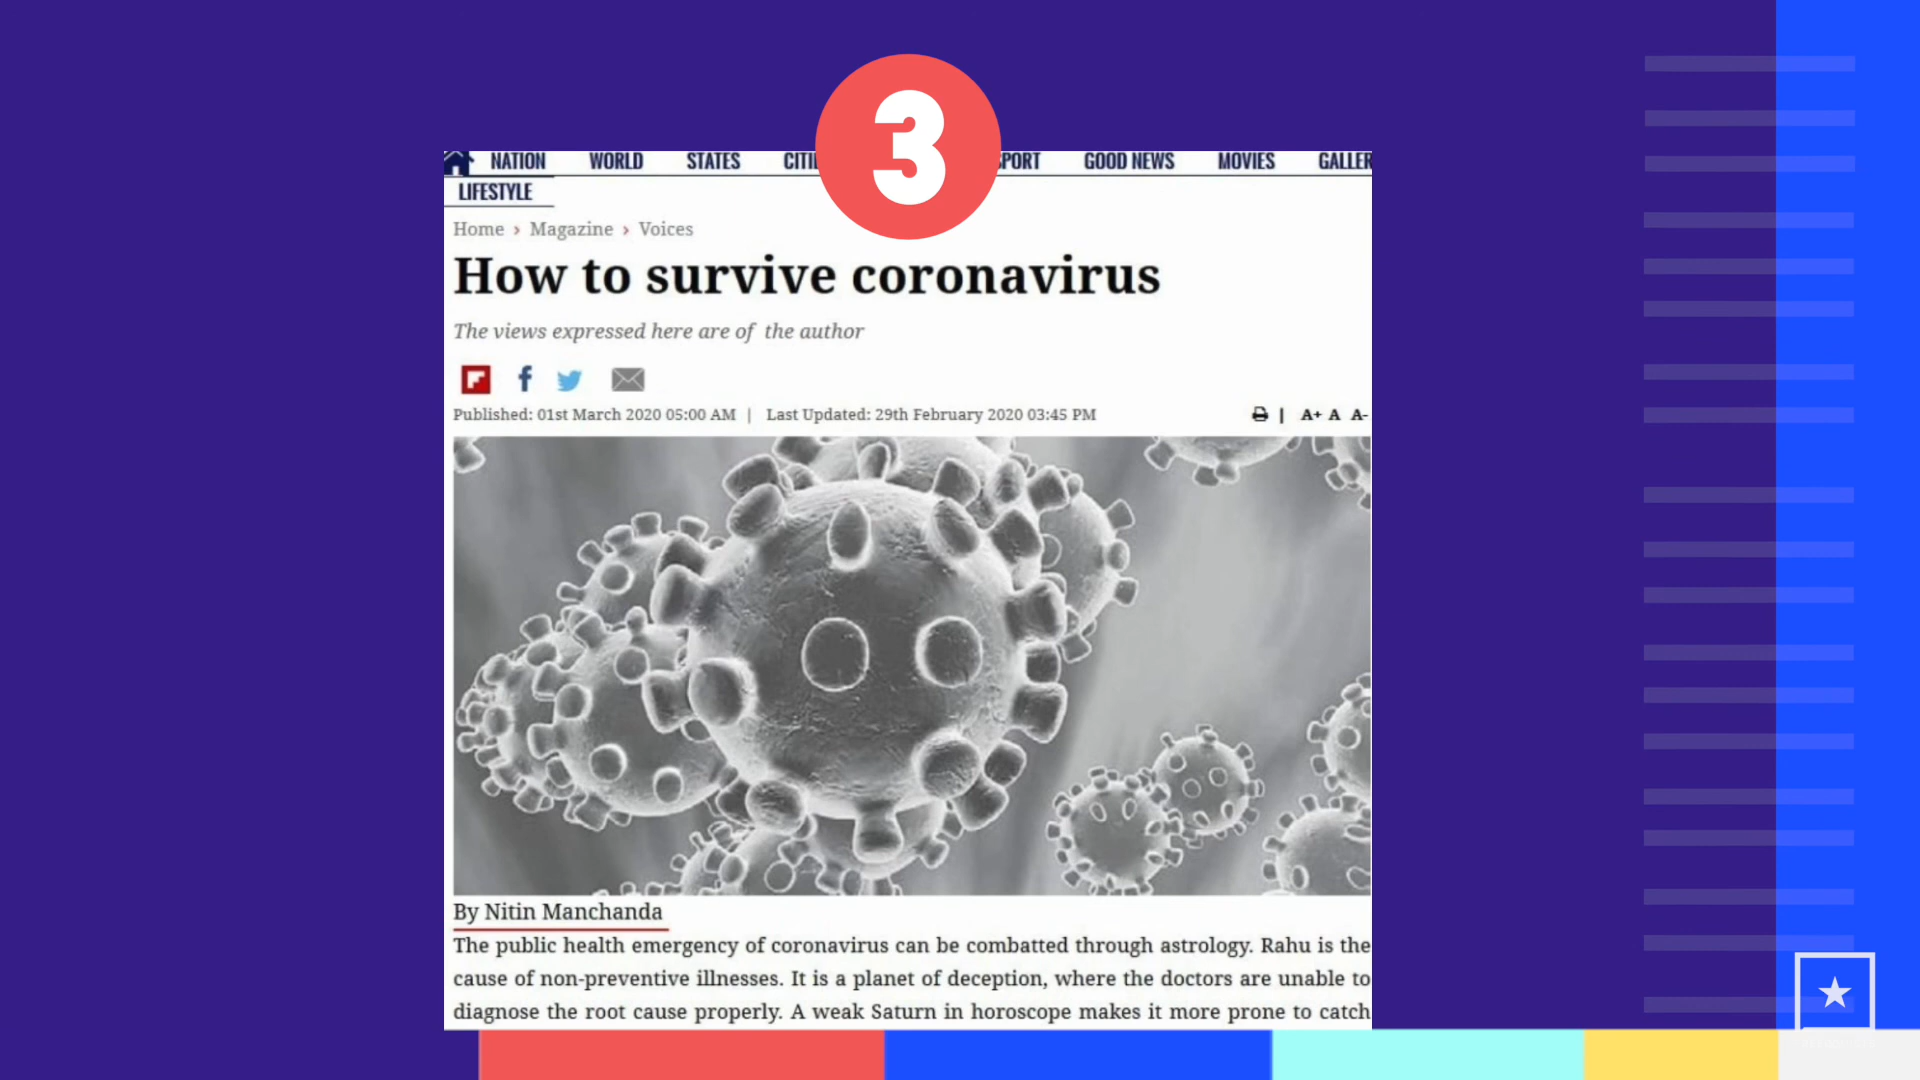 3
NATION WORLD STATES GOOD NEWS MOVIES
LIFESTYLE
Home › Magazine › Voices
How to survive coronavirus
The views expressed here are of the author
Published: 01st March 2020 05:00 AM | Last Updated: 29th February 2020 03:45 PM | A+ A A-
By Nitin Manchanda
The public health emergency of coronavirus can be combatted through astrology. Rahu is the
cause of non-preventive illnesses. It is a planet of deception, where the doctors are unable to
diagnose the root cause properly. A weak Saturn in horoscope makes it more prone to catch